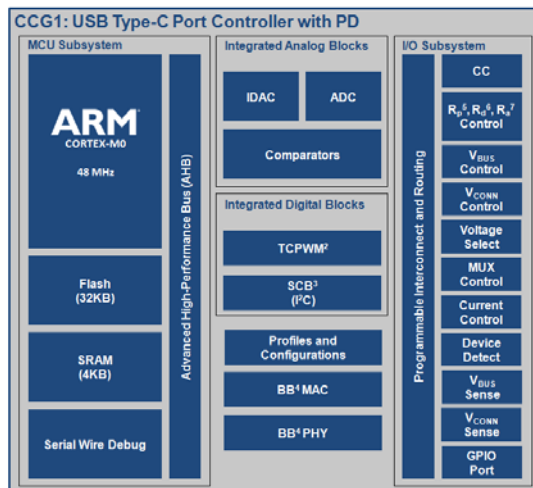 CCG1: USB Type-C Port Controller with PD
MCU Subsystem
ARM®
CORTEX-M0
48 MHz
Flash
(32KB)
SRAM
(4KB)
Serial Wire Debug
Advanced High-Performance Bus (AHB)
Integrated Analog Blocks
IDAC
ADC
Comparators
Integrated Digital Blocks
TCPWM²
SCB³
(I²C)
Profiles and
Configurations
BB⁴ MAC
BB⁴ PHY
I/O Subsystem
Programmable Interconnect and Routing
CC
Rp⁵, Rd⁶, Ra⁷
Control
VBUS
Control
VCONN
Control
Voltage
Select
MUX
Control
Current
Control
Device
Detect
VBUS
Sense
VCONN
Sense
GPIO
Port